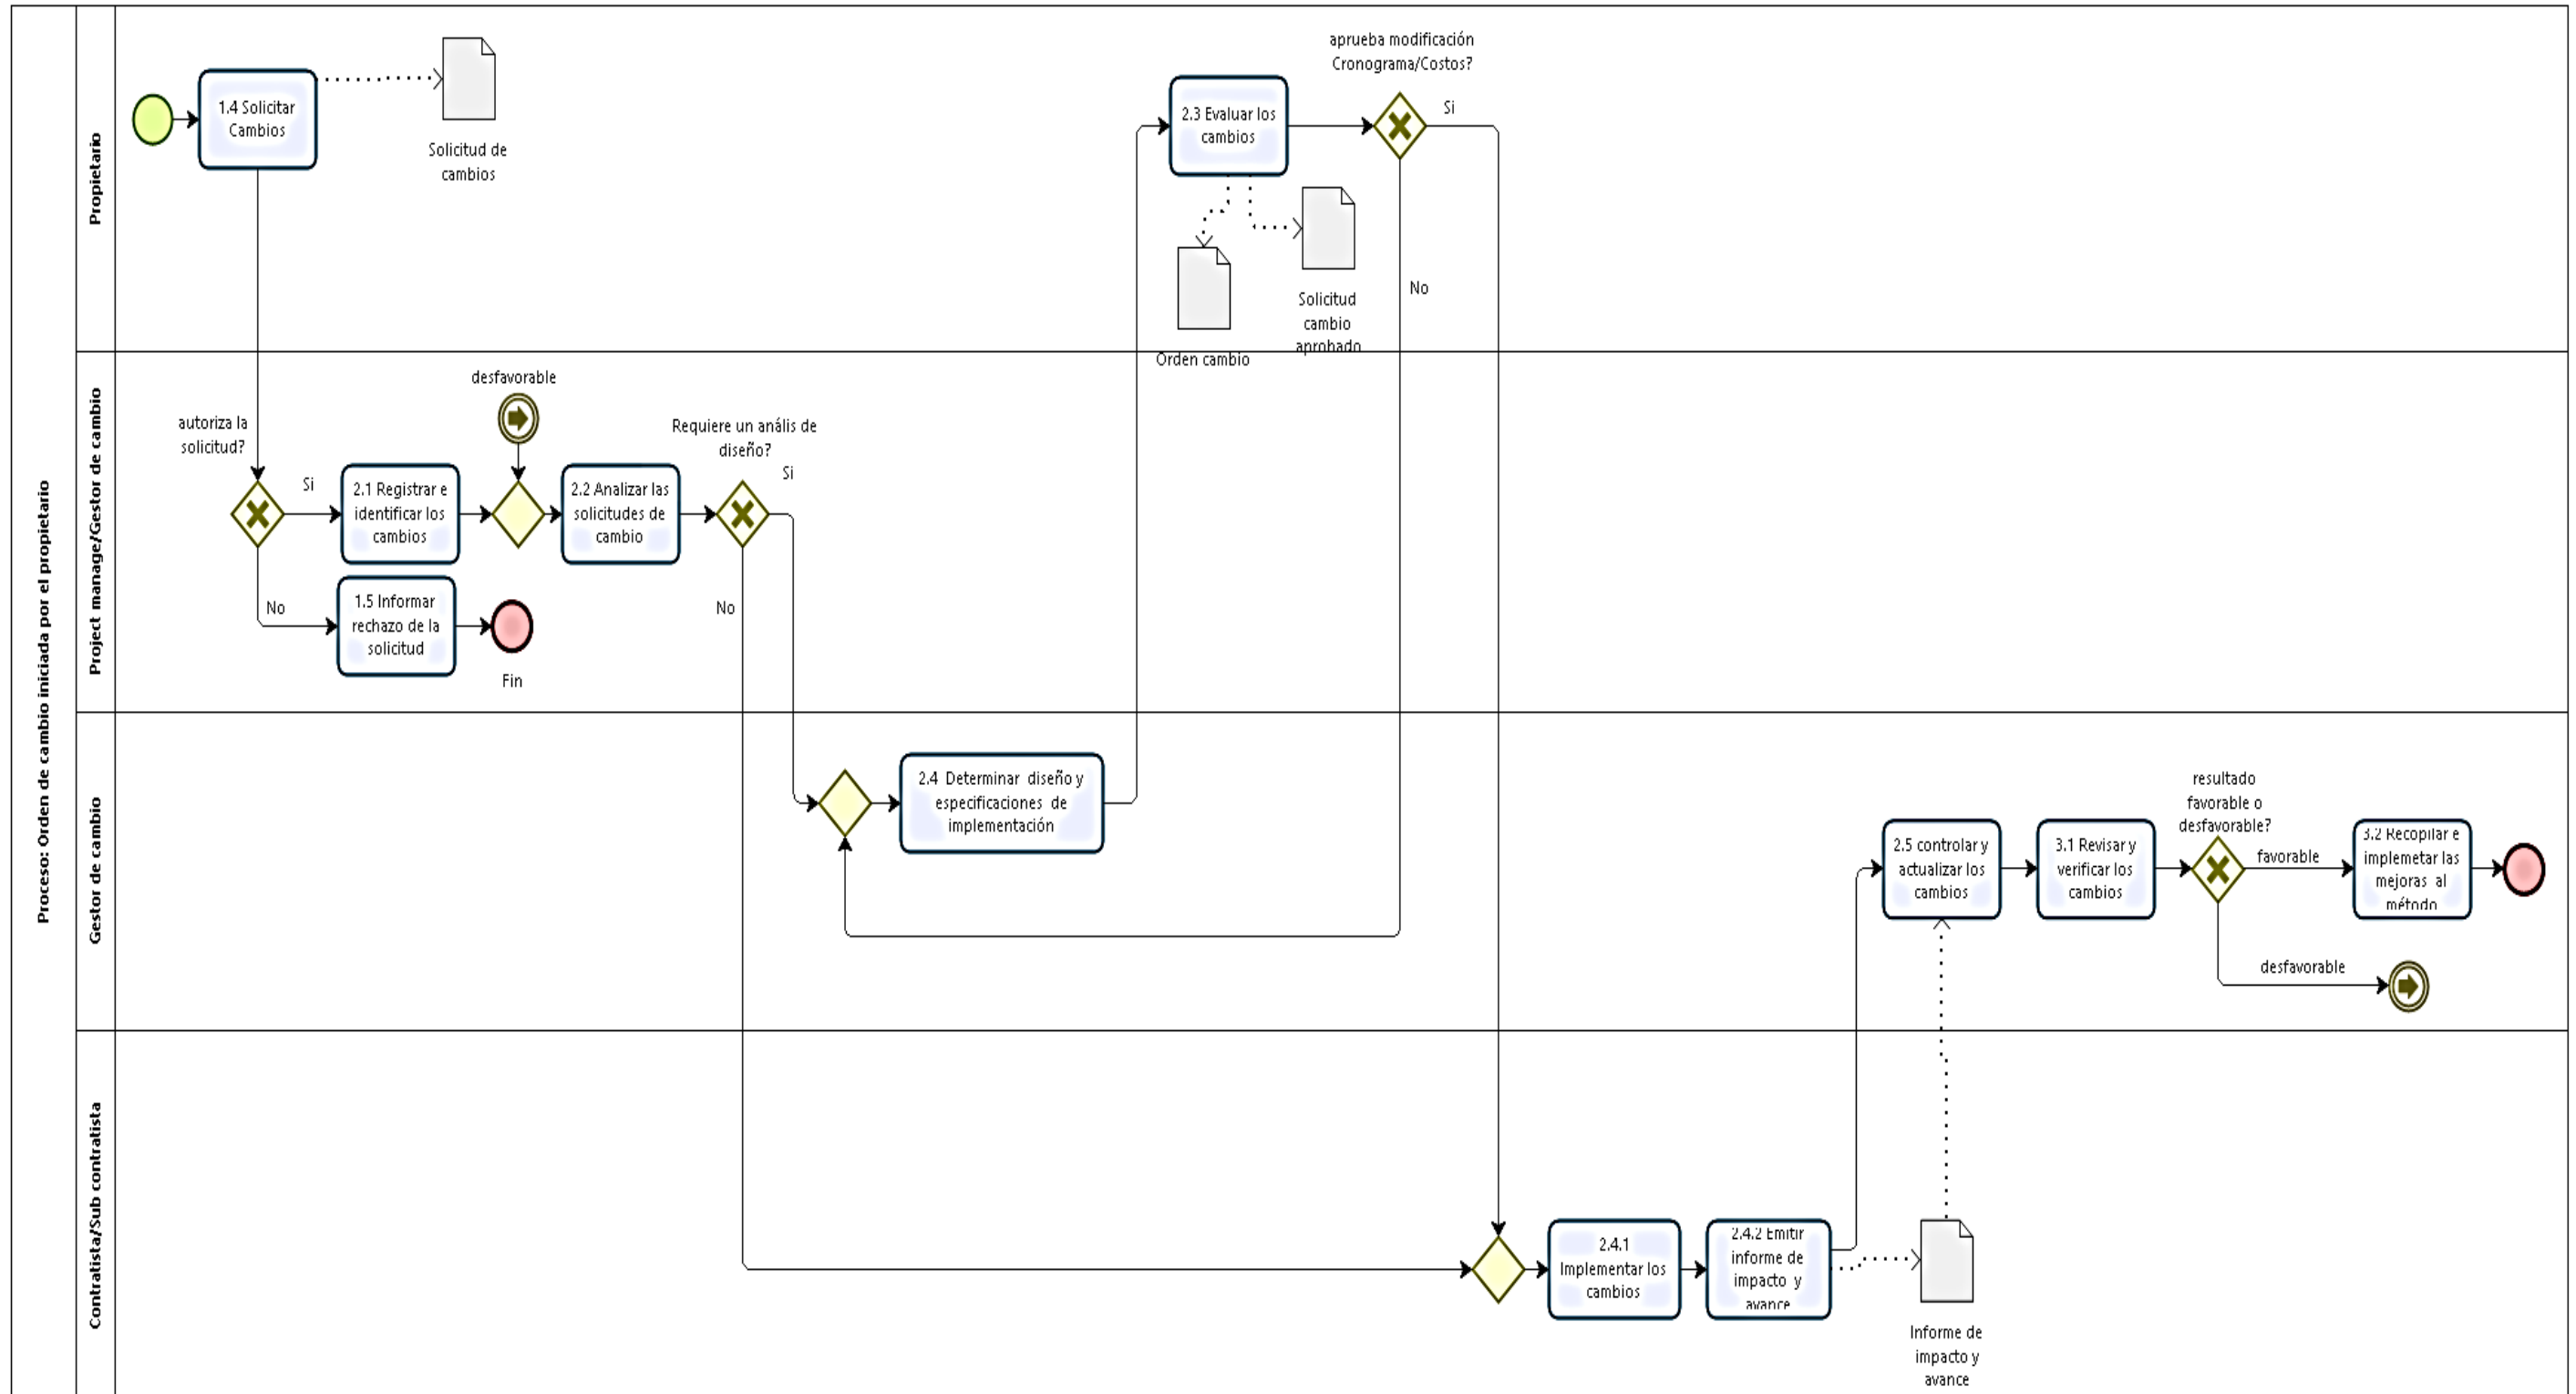 Proceso: Orden de cambio iniciada por el propietario
Propietario
1.4 Solicitar
Cambios
Solicitud de
cambios
2.3 Evaluar los
cambios
aprueba modificación
Cronograma/Costos?
Si
No
Orden cambio
Solicitud
cambio
aprobado
Project manage/Gestor de cambio
autoriza la
solicitud?
Si
No
2.1 Registrar e
identificar los
cambios
1.5 Informar
rechazo de la
solicitud
Fin
desfavorable
2.2 Analizar las
solicitudes de
cambio
Requiere un anális de
diseño?
Si
No
Gestor de cambio
2.4 Determinar diseño y
especificaciones de
implementación
2.5 controlar y
actualizar los
cambios
3.1 Revisar y
verificar los
cambios
resultado
favorable o
desfavorable?
favorable
desfavorable
3.2 Recopilar e
implemetar las
mejoras al
método
Contratista/Sub contratista
2.4.1
Implementar los
cambios
2.4.2 Emitir
informe de
impacto y
avance
Informe de
impacto y
avance